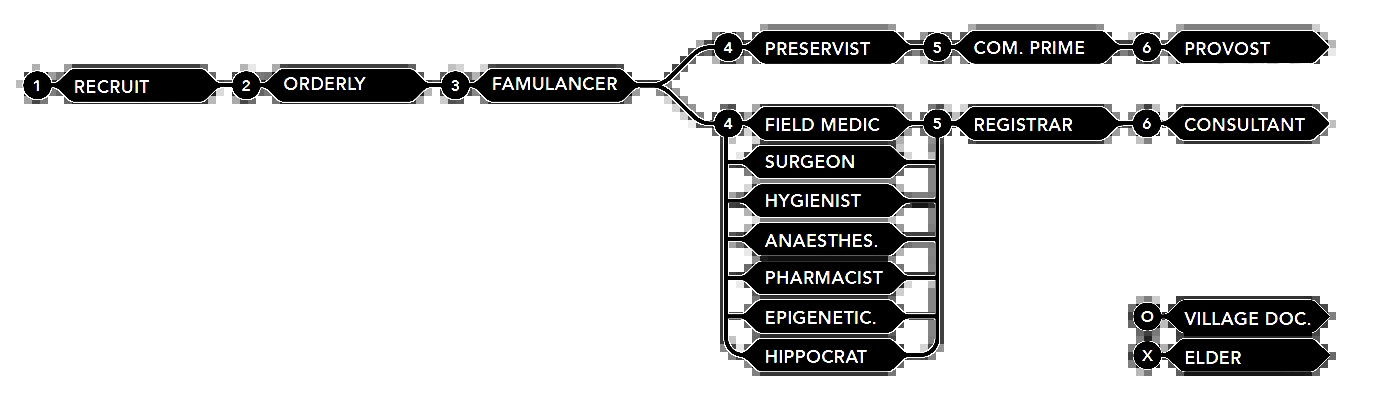 1 RECRUIT 2 ORDERLY 3 FAMULANCER
4 PRESERVIST 5 COM. PRIME 6 PROVOST
4 FIELD MEDIC 5 REGISTRAR 6 CONSULTANT
SURGEON
HYGIENIST
ANAESTHES.
PHARMACIST
EPIGENETIC.
HIPPOCRAT
O VILLAGE DOC.
X ELDER